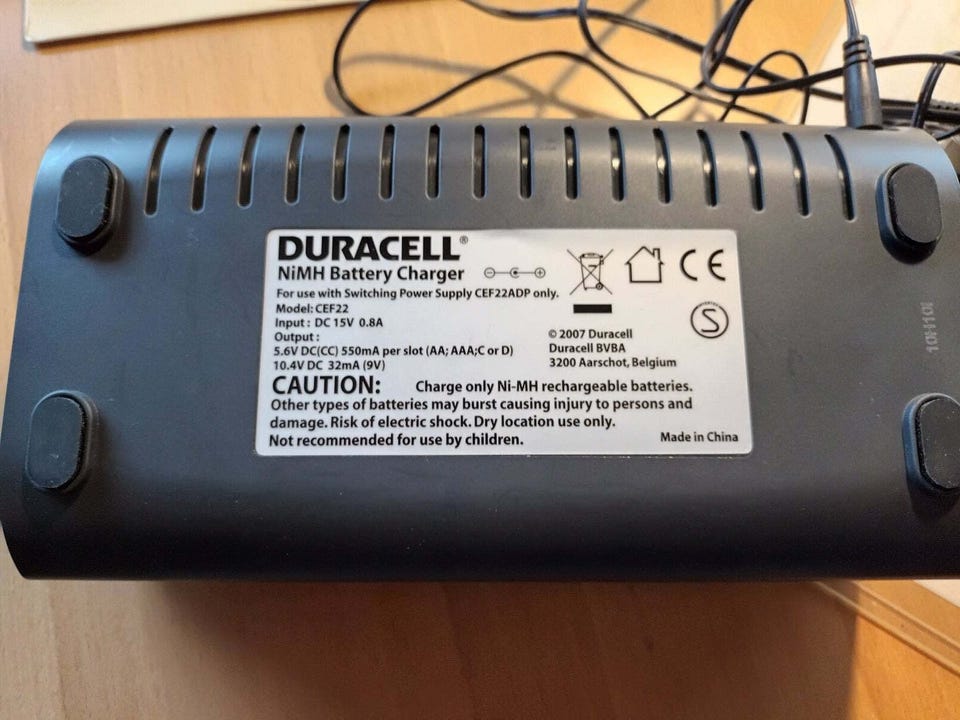 DURACELL®
NiMH Battery Charger
For use with Switching Power Supply CEF22ADP only.
Model: CEF22
Input : DC 15V 0.8A
Output :
5.6V DC(CC) 550mA per slot (AA; AAA;C or D)
10.4V DC 32mA (9V)
CE
S
© 2007 Duracell
Duracell BVBA
3200 Aarschot, Belgium
CAUTION: Charge only Ni-MH rechargeable batteries.
Other types of batteries may burst causing injury to persons and
damage. Risk of electric shock. Dry location use only.
Not recommended for use by children.
Made in China